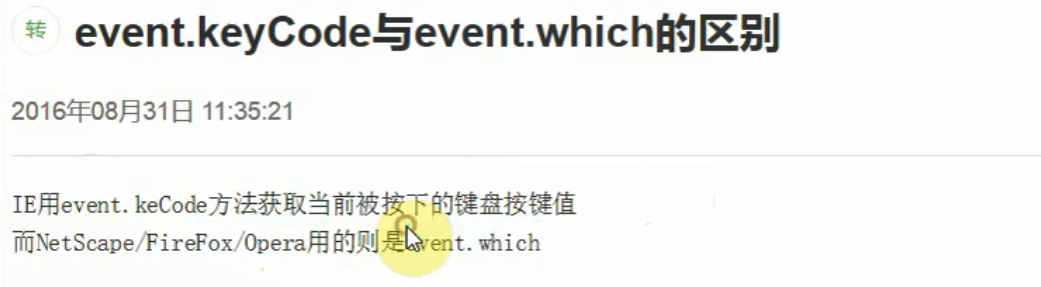 转 event.keyCode与event.which的区别
2016年08月31日 11:35:21
IE用event.keCode方法获取当前被按下的键盘按键值
而NetScape/FireFox/Opera用的则是event.which